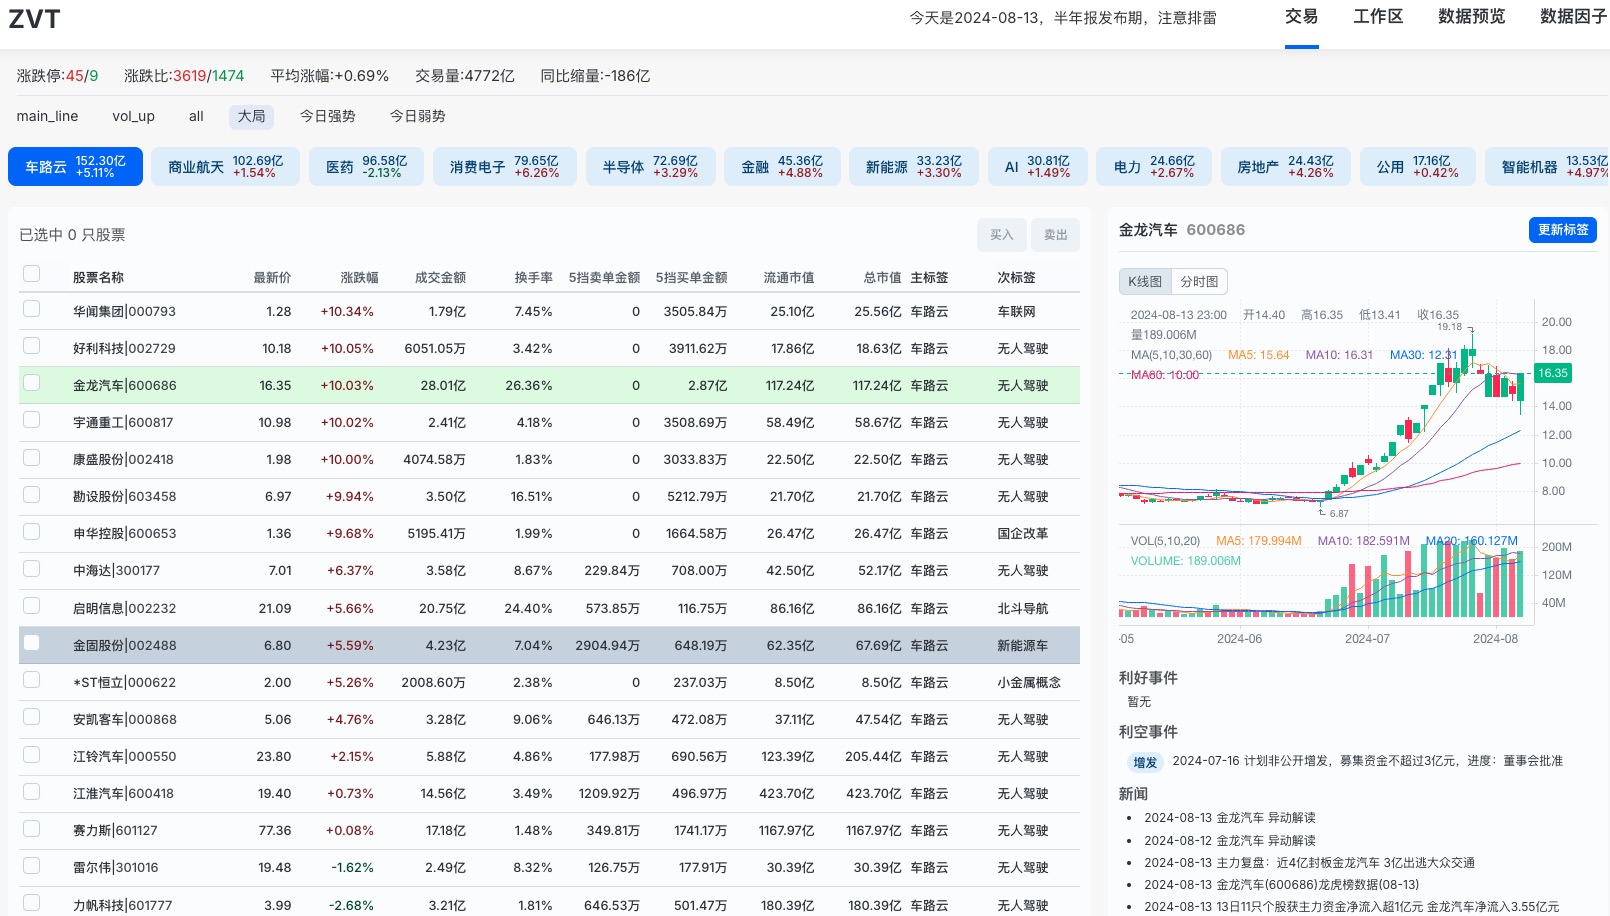 ZVT
今天是2024-08-13，半年报发布期，注意排雷
交易 工作区 数据预览 数据因子
涨跌停:45/9 涨跌比:3619/1474 平均涨幅:+0.69% 交易量:4772亿 同比缩量:-186亿
main_line vol_up all 大局 今日强势 今日弱势
车路云 152.30亿 +5.11%
商业航天 102.69亿 +1.54%
医药 96.58亿 -2.13%
消费电子 79.65亿 +6.26%
半导体 72.69亿 +3.29%
金融 45.36亿 +4.88%
新能源 33.23亿 +3.30%
AI 30.81亿 +1.49%
电力 24.66亿 +2.67%
房地产 24.43亿 +4.26%
公用 17.16亿 +0.42%
智能机器 13.53亿 +4.97%
已选中 0 只股票 买入 卖出
股票名称 最新价 涨跌幅 成交金额 换手率 5挡卖单金额 5挡买单金额 流通市值 总市值 主标签 次标签
华闻集团|000793 1.28 +10.34% 1.79亿 7.45% 0 3505.84万 25.10亿 25.56亿 车路云 车联网
好利科技|002729 10.18 +10.05% 6051.05万 3.42% 0 3911.62万 17.86亿 18.63亿 车路云 无人驾驶
金龙汽车|600686 16.35 +10.03% 28.01亿 26.36% 0 2.87亿 117.24亿 117.24亿 车路云 无人驾驶
宇通重工|600817 10.98 +10.02% 2.41亿 4.18% 0 3508.69万 58.49亿 58.67亿 车路云 无人驾驶
康盛股份|002418 1.98 +10.00% 4074.58万 1.83% 0 3033.83万 22.50亿 22.50亿 车路云 无人驾驶
勘设股份|603458 6.97 +9.94% 3.50亿 16.51% 0 5212.79万 21.70亿 21.70亿 车路云 无人驾驶
申华控股|600653 1.36 +9.68% 5195.41万 1.99% 0 1664.58万 26.47亿 26.47亿 车路云 国企改革
中海达|300177 7.01 +6.37% 3.58亿 8.67% 229.84万 708.00万 42.50亿 52.17亿 车路云 无人驾驶
启明信息|002232 21.09 +5.66% 20.75亿 24.40% 573.85万 116.75万 86.16亿 86.16亿 车路云 北斗导航
金固股份|002488 6.80 +5.59% 4.23亿 7.04% 2904.94万 648.19万 62.35亿 67.69亿 车路云 新能源车
*ST恒立|000622 2.00 +5.26% 2008.60万 2.38% 0 237.03万 8.50亿 8.50亿 车路云 小金属概念
安凯客车|000868 5.06 +4.76% 3.28亿 9.06% 646.13万 472.08万 37.11亿 47.54亿 车路云 无人驾驶
江铃汽车|000550 23.80 +2.15% 5.88亿 4.86% 177.98万 690.56万 123.39亿 205.44亿 车路云 无人驾驶
江淮汽车|600418 19.40 +0.73% 14.56亿 3.49% 1209.92万 496.97万 423.70亿 423.70亿 车路云 无人驾驶
赛力斯|601127 77.36 +0.08% 17.18亿 1.48% 349.81万 1741.17万 1167.97亿 1167.97亿 车路云 无人驾驶
雷尔伟|301016 19.48 -1.62% 2.49亿 8.32% 126.75万 177.91万 30.39亿 30.39亿 车路云 无人驾驶
力帆科技|601777 3.99 -2.68% 3.21亿 1.81% 646.53万 501.47万 180.39亿 180.39亿 车路云 无人驾驶
金龙汽车 600686 更新标签
K线图 分时图
2024-08-13 23:00 开14.40 高16.35 低13.41 收16.35
量189.006M
MA(5,10,30,60) MA5: 15.64 MA10: 16.31 MA30: 12.31
MA60: 10.00
19.18
6.87
20.00
18.00
16.35
14.00
12.00
10.00
8.00
VOL(5,10,20) MA5: 179.994M MA10: 182.591M MA20: 160.127M
VOLUME: 189.006M
200M
120M
40M
-05 2024-06 2024-07 2024-08
利好事件
暂无
利空事件
增发 2024-07-16 计划非公开增发，募集资金不超过3亿元，进度：董事会批准
新闻
2024-08-13 金龙汽车 异动解读
2024-08-12 金龙汽车 异动解读
2024-08-13 主力复盘：近4亿封板金龙汽车 3亿出逃大众交通
2024-08-13 金龙汽车(600686)龙虎榜数据(08-13)
2024-08-13 13日11只个股获主力资金净流入超1亿元 金龙汽车净流入3.55亿元